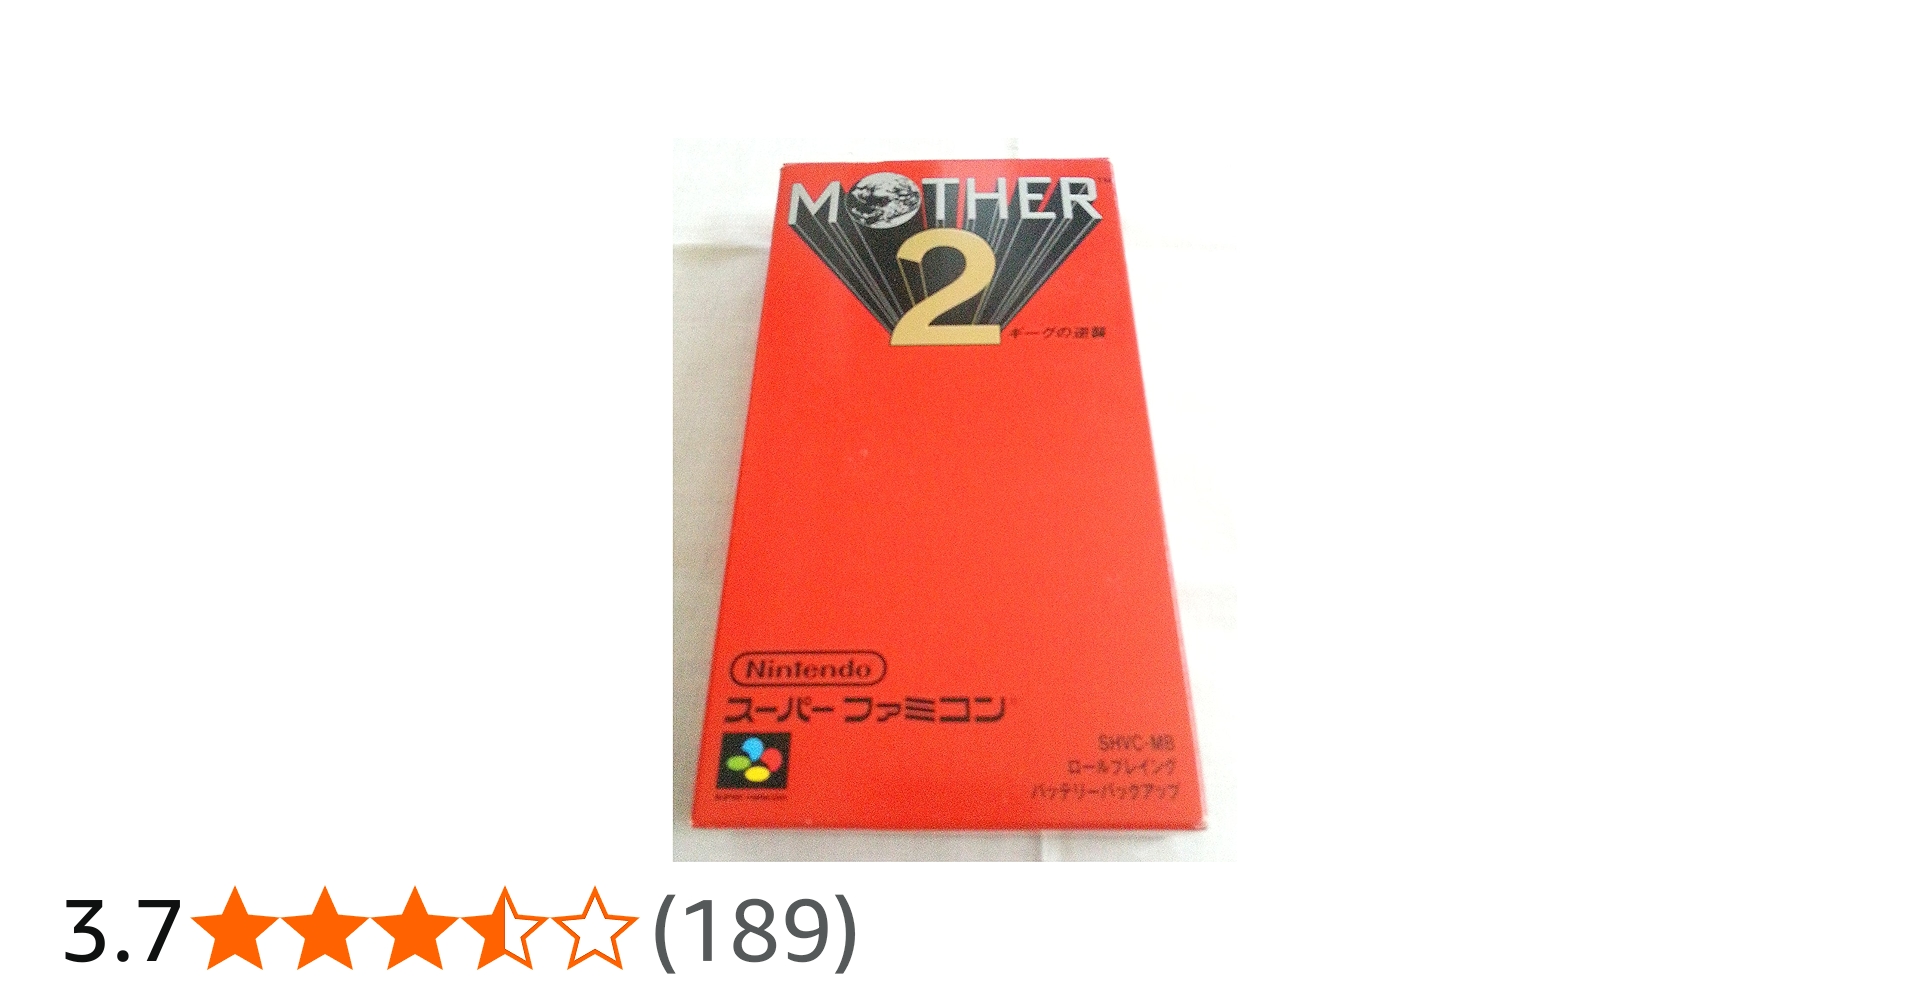 MOTHER™
2
ギーグの逆襲
Nintendo
スーパーファミコン
SHVC-MB
ロールプレイング
バッテリーバックアップ
3.7 (189)